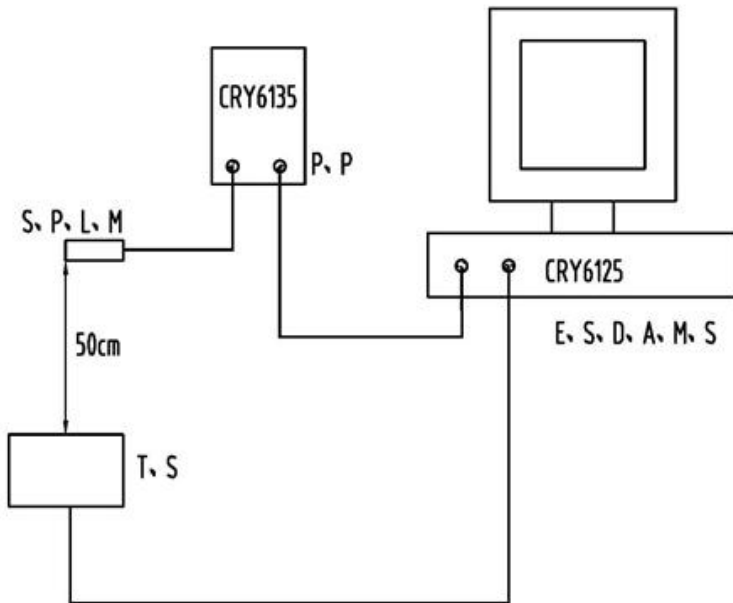 CRY6135
P、P
S、P、L、M
CRY6125
50cm
E、S、D、A、M、S
T、S